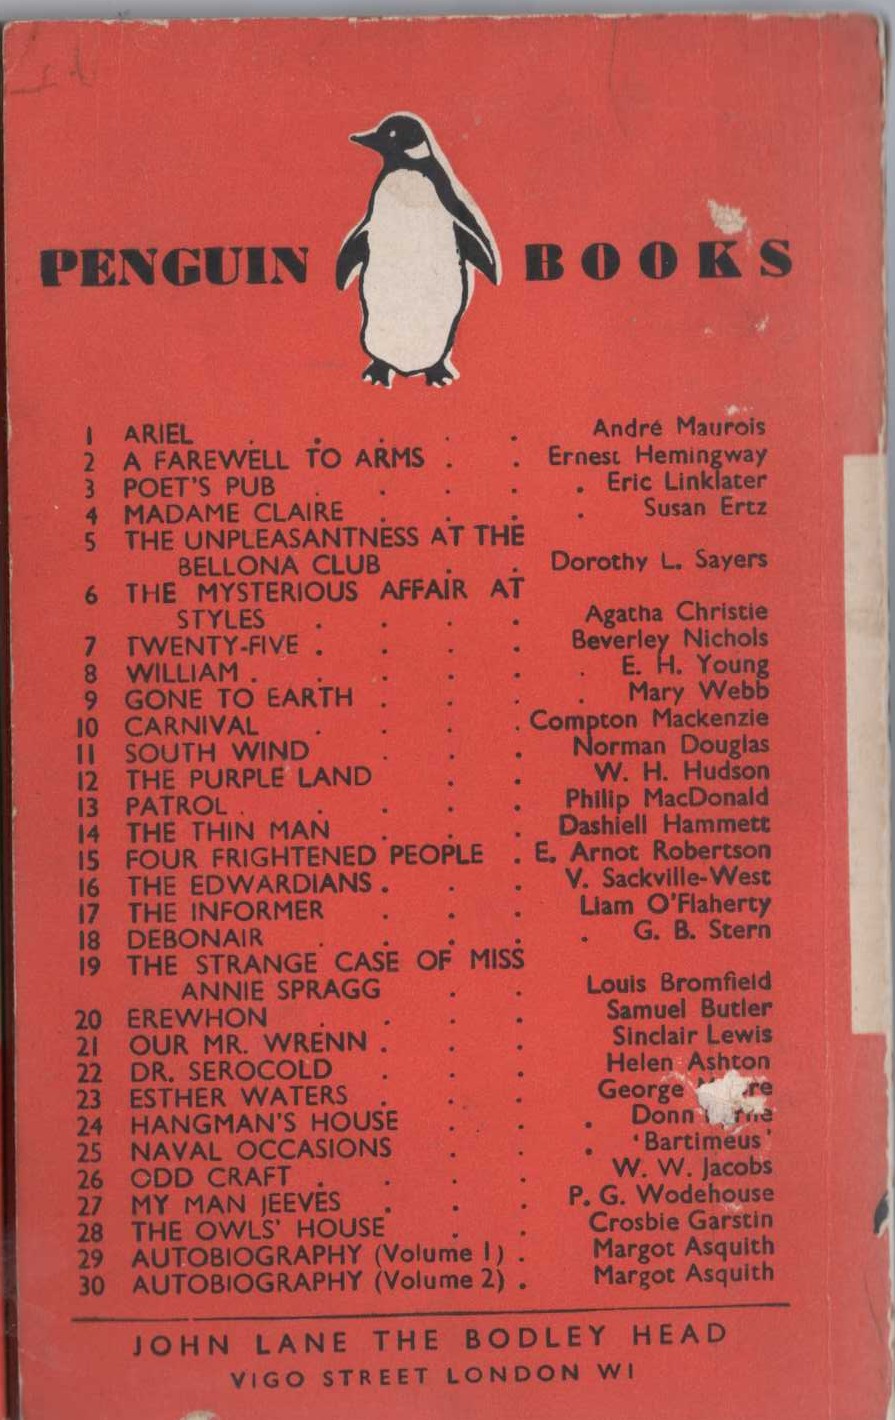 PENGUIN BOOKS
1 ARIEL . . . . . André Maurois
2 A FAREWELL TO ARMS . . Ernest Hemingway
3 POET'S PUB . . . . . Eric Linklater
4 MADAME CLAIRE . . . . Susan Ertz
5 THE UNPLEASANTNESS AT THE
BELLONA CLUB . . Dorothy L. Sayers
6 THE MYSTERIOUS AFFAIR AT
STYLES . . . . Agatha Christie
7 TWENTY-FIVE . . . . Beverley Nichols
8 WILLIAM . . . . . . E. H. Young
9 GONE TO EARTH . . . . Mary Webb
10 CARNIVAL . . . . Compton Mackenzie
11 SOUTH WIND . . . Norman Douglas
12 THE PURPLE LAND . . W. H. Hudson
13 PATROL . . . . . Philip MacDonald
14 THE THIN MAN . . . Dashiell Hammett
15 FOUR FRIGHTENED PEOPLE . E. Arnot Robertson
16 THE EDWARDIANS . . . V. Sackville-West
17 THE INFORMER . . . Liam O'Flaherty
18 DEBONAIR . . . . . G. B. Stern
19 THE STRANGE CASE OF MISS
ANNIE SPRAGG . . Louis Bromfield
20 EREWHON . . . . Samuel Butler
21 OUR MR. WRENN . . . Sinclair Lewis
22 DR. SEROCOLD . . . Helen Ashton
23 ESTHER WATERS . . . George
24 HANGMAN'S HOUSE . . . Donn
25 NAVAL OCCASIONS . . . 'Bartimeus'
26 ODD CRAFT . . . . W. W. Jacobs
27 MY MAN JEEVES . . . P. G. Wodehouse
28 THE OWLS' HOUSE . . Crosbie Garstin
29 AUTOBIOGRAPHY (Volume 1) . Margot Asquith
30 AUTOBIOGRAPHY (Volume 2) . Margot Asquith
JOHN LANE THE BODLEY HEAD
VIGO STREET LONDON W1